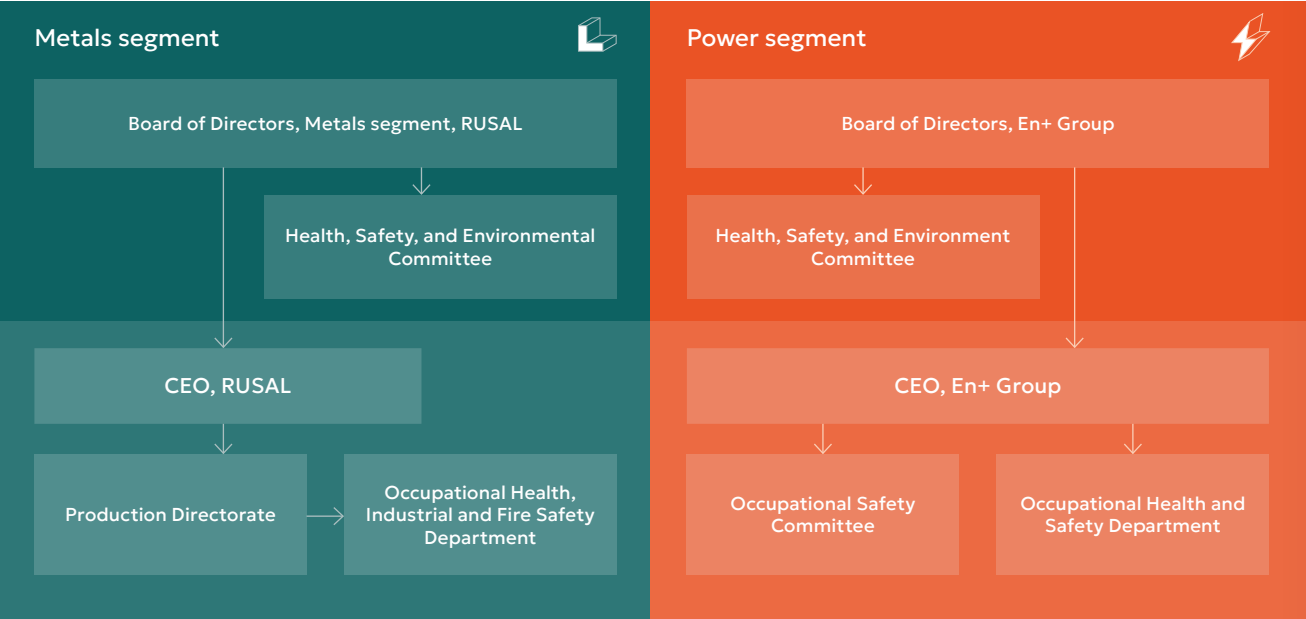 Metals segment
Board of Directors, Metals segment, RUSAL
Health, Safety, and Environmental
Committee
CEO, RUSAL
Production Directorate
Occupational Health,
Industrial and Fire Safety
Department
Power segment
Board of Directors, En+ Group
Health, Safety, and Environment
Committee
CEO, En+ Group
Occupational Safety
Committee
Occupational Health and
Safety Department